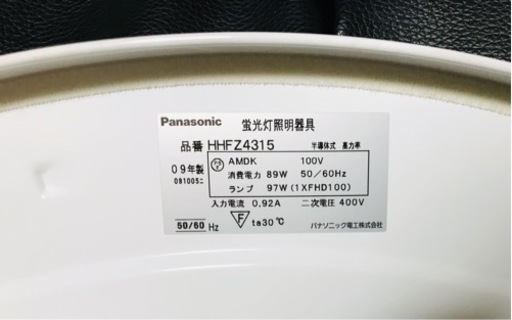 Panasonic 蛍光灯照明器具
品番 HHFZ4315 半導体式 高力率
09年製 AMDK 100V
081005ニ 消費電力 89W 50/60Hz
ランプ 97W (1XFHD100)
入力電流 0.92A 二次電圧 400V
50/60 Hz F ta30℃
パナソニック電工株式会社